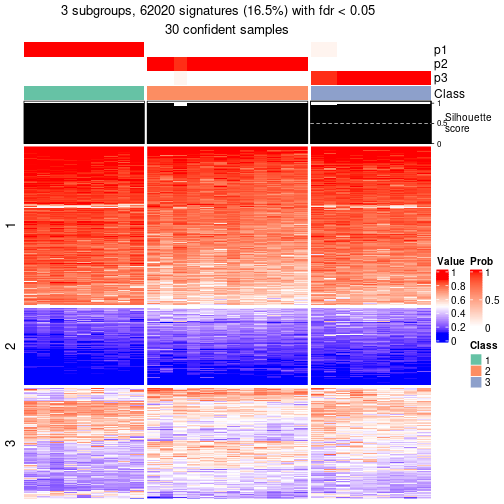 3 subgroups, 62020 signatures (16.5%) with fdr < 0.05
30 confident samples
p1
p2
p3
Class
1
0.5
0
Silhouette
score
1
2
3
Value
1
0.8
0.6
0.4
0.2
0
Prob
1
0.5
0
Class
1
2
3